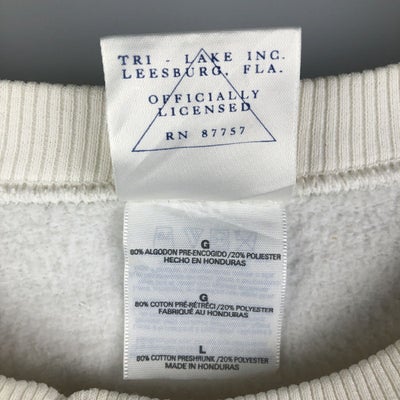 TRI - LAKE INC.
LEESBURG, FLA.
OFFICIALLY
LICENSED
RN 87757
G
80% ALGODON PRE-ENCOGIDO/20% POLIESTER
HECHO EN HONDURAS
G
80% COTON PRÉ-RÉTRÉCI/20% POLYESTER
FABRIQUÉ AU HONDURAS
L
80% COTTON PRESHRUNK/20% POLYESTER
MADE IN HONDURAS